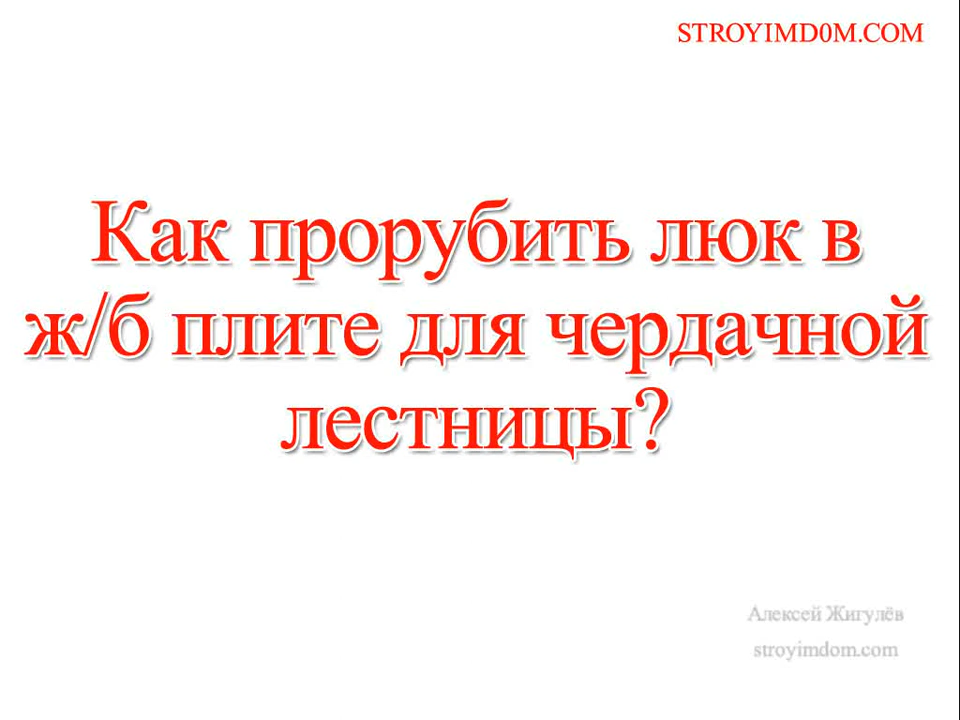 STROYIMD0M.COM
Как прорубить люк в
ж/б плите для чердачной
лестницы?
Алексей Жигулёв
stroyimdom.com